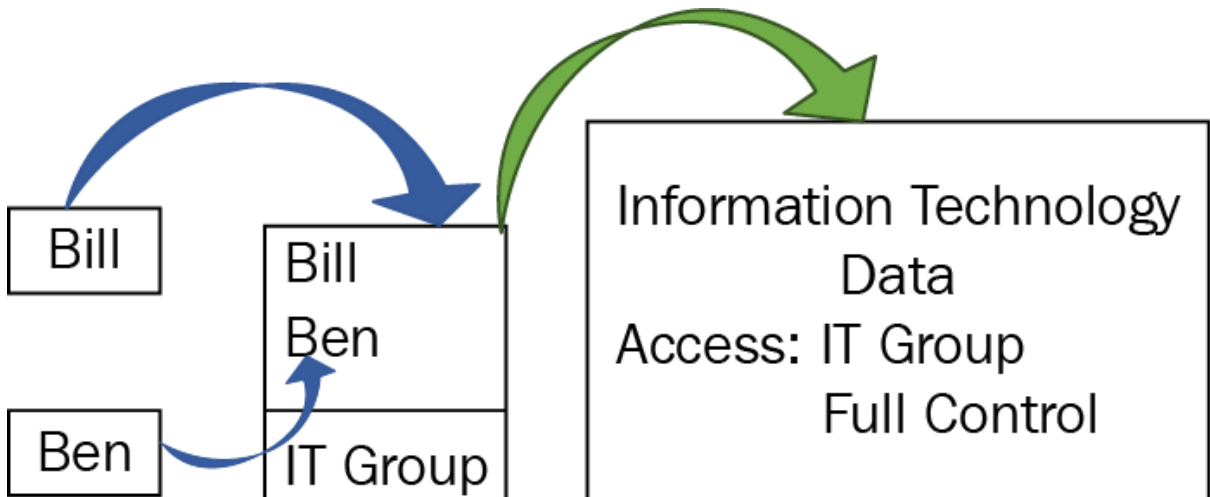 Bill
Ben
Bill
Ben
IT Group
Information Technology
Data
Access: IT Group
Full Control